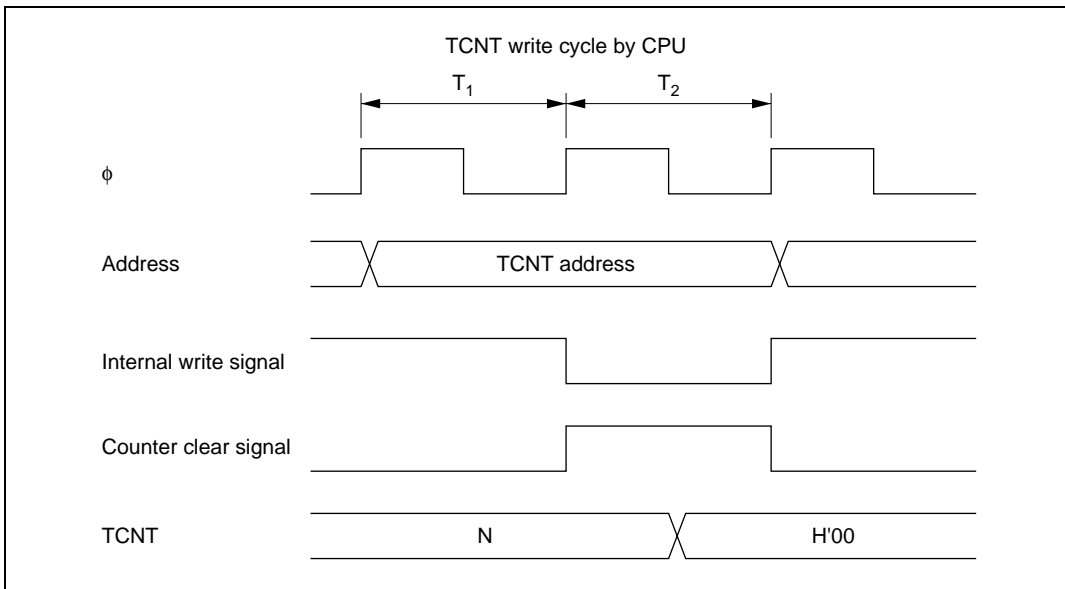 TCNT write cycle by CPU
T1 T2
ϕ
Address TCNT address
Internal write signal
Counter clear signal
TCNT N H'00